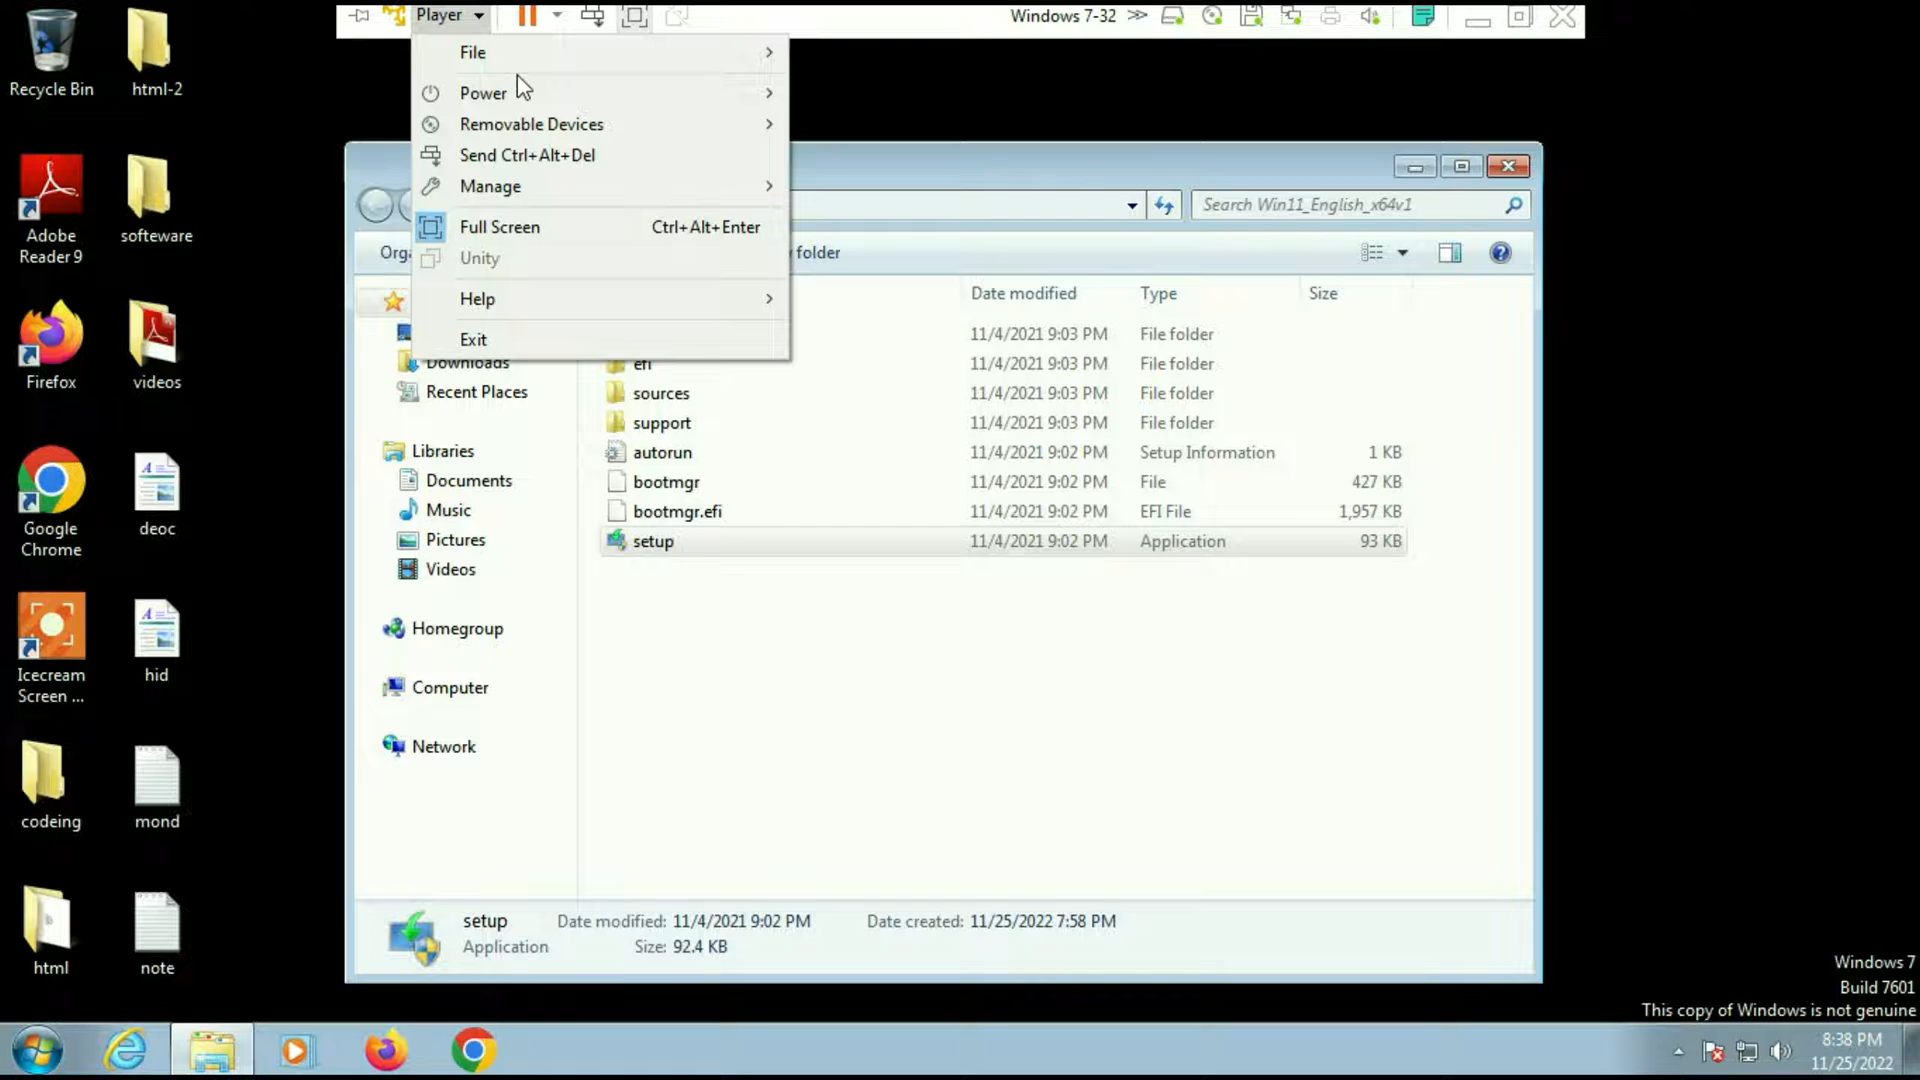 Player
Windows 7-32
File
Power
Removable Devices
Send Ctrl+Alt+Del
Manage
Full Screen Ctrl+Alt+Enter
Unity
Help
Exit
Recycle Bin
html-2
Adobe
Reader 9
softeware
Firefox
videos
Google
Chrome
deoc
Icecream
Screen ...
hid
codeing
mond
html
note
Search Win11_English_x64v1
folder
Date modified Type Size
11/4/2021 9:03 PM File folder
Downloads
efi 11/4/2021 9:03 PM File folder
Recent Places
sources 11/4/2021 9:03 PM File folder
support 11/4/2021 9:03 PM File folder
autorun 11/4/2021 9:02 PM Setup Information 1 KB
bootmgr 11/4/2021 9:02 PM File 427 KB
bootmgr.efi 11/4/2021 9:02 PM EFI File 1,957 KB
setup 11/4/2021 9:02 PM Application 93 KB
Libraries
Documents
Music
Pictures
Videos
Homegroup
Computer
Network
setup Date modified: 11/4/2021 9:02 PM Date created: 11/25/2022 7:58 PM
Application Size: 92.4 KB
Windows 7
Build 7601
This copy of Windows is not genuine
8:38 PM
11/25/2022